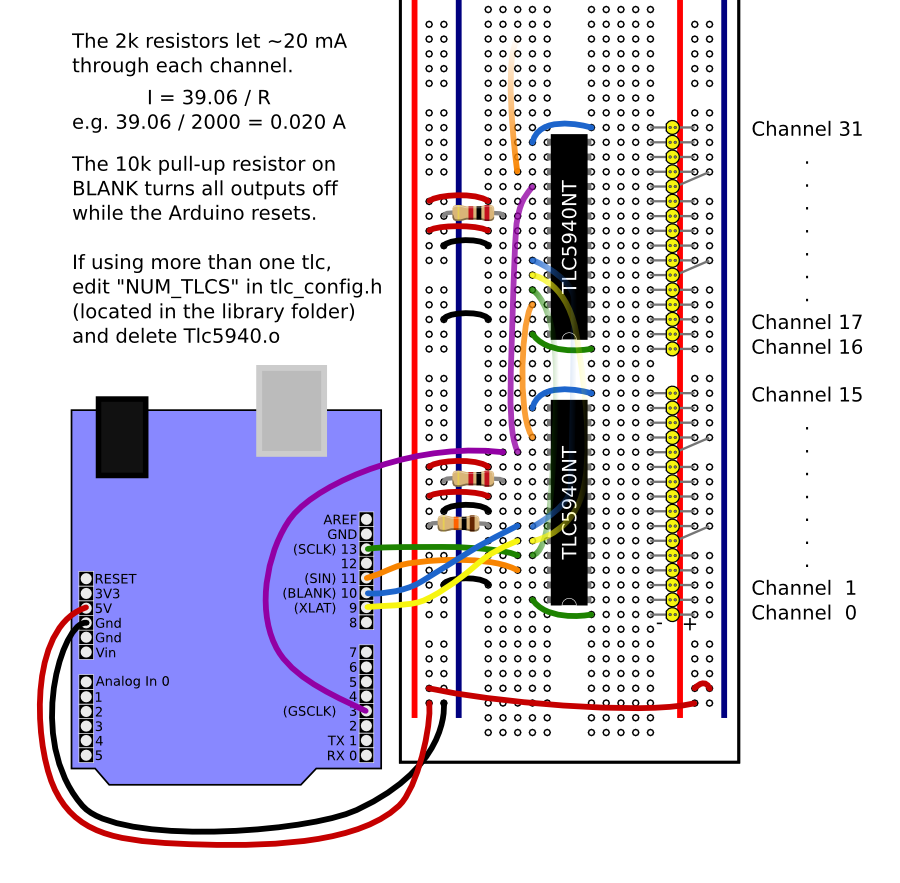 The 2k resistors let ~20 mA
through each channel.
I = 39.06 / R
e.g. 39.06 / 2000 = 0.020 A
The 10k pull-up resistor on
BLANK turns all outputs off
while the Arduino resets.
If using more than one tlc,
edit "NUM_TLCS" in tlc_config.h
(located in the library folder)
and delete Tlc5940.o
TLC5940NT
TLC5940NT
Channel 31
Channel 17
Channel 16
Channel 15
Channel 1
Channel 0
- +
AREF
GND
(SCLK) 13
12
(SIN) 11
(BLANK) 10
(XLAT) 9
8
7
6
5
4
(GSCLK) 3
2
TX 1
RX 0
RESET
3V3
5V
Gnd
Gnd
Vin
Analog In 0
1
2
3
4
5